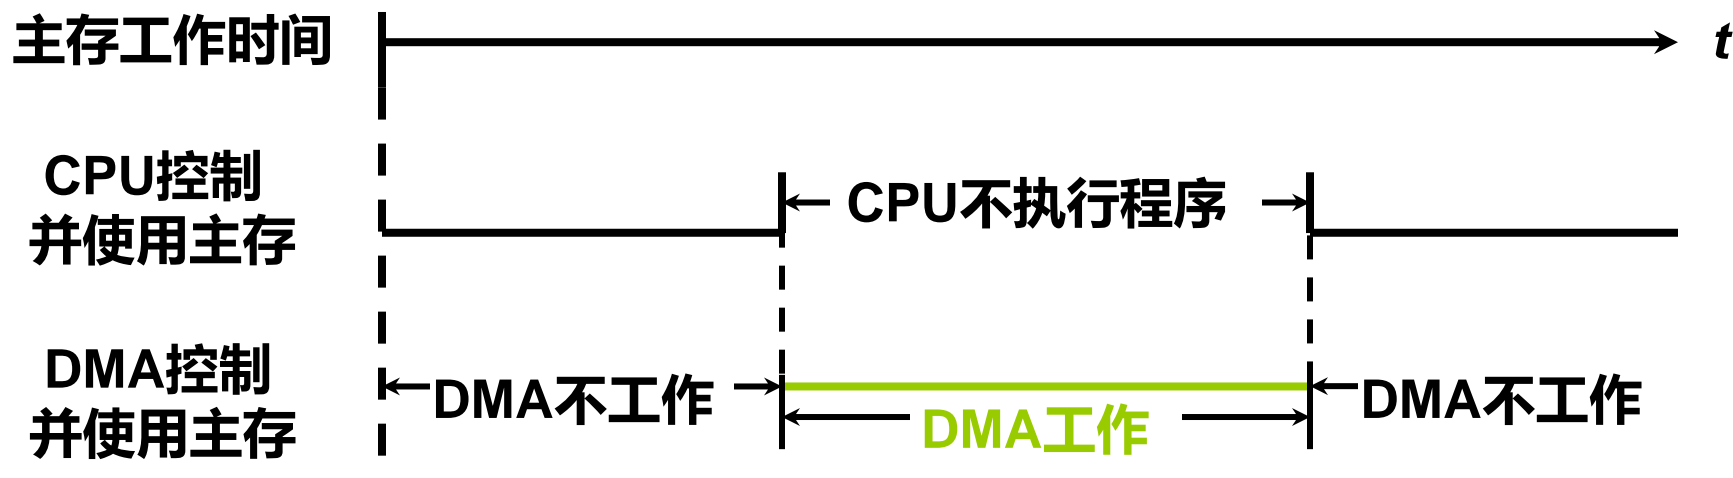 主存工作时间
t
CPU控制
并使用主存
CPU不执行程序
DMA控制
并使用主存
DMA不工作
DMA工作
DMA不工作